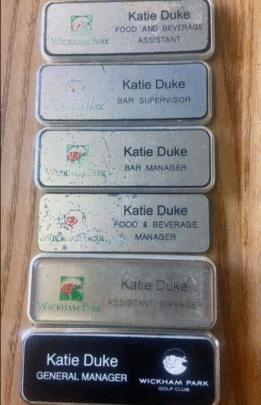 Katie Duke
FOOD AND BEVERAGE
ASSISTANT
WICKHAM PARK
Katie Duke
BAR SUPERVISOR
WICKHAM PARK
Katie Duke
BAR MANAGER
WICKHAM PARK
Katie Duke
FOOD & BEVERAGE
MANAGER
WICKHAM PARK
Katie Duke
ASSISTANT MANAGER
WICKHAM PARK
Katie Duke
GENERAL MANAGER
WICKHAM PARK
GOLF CLUB